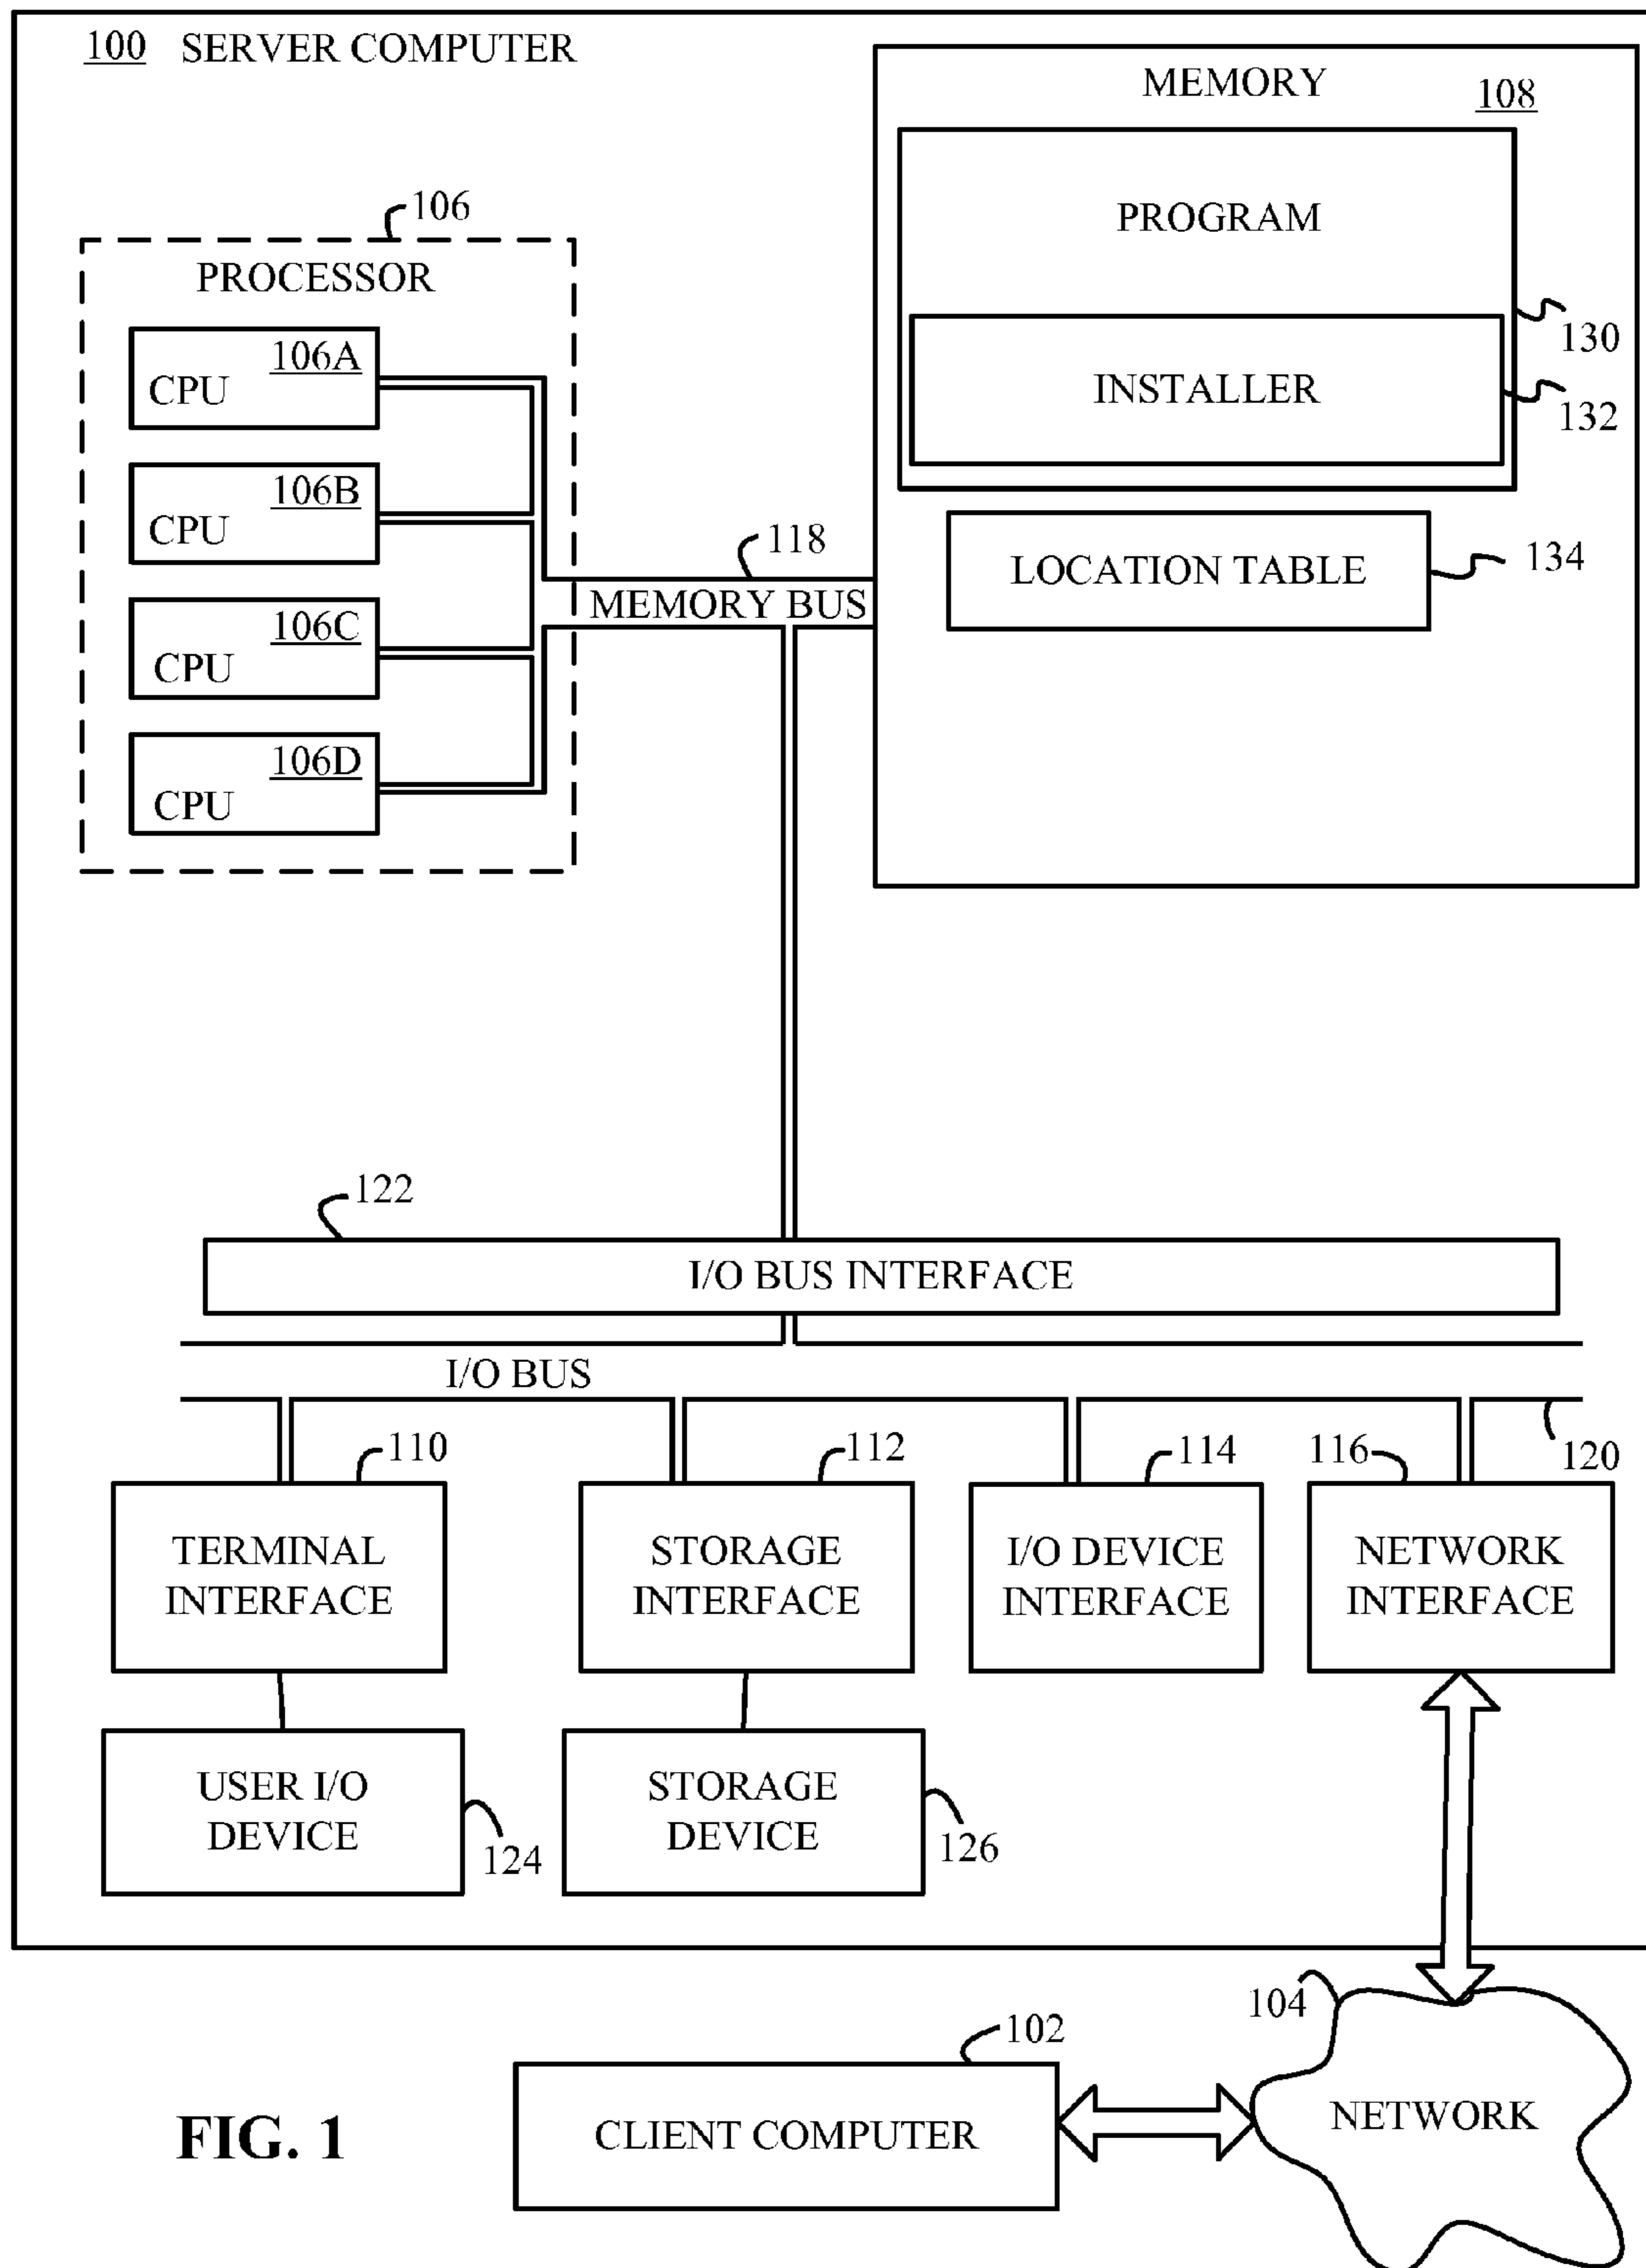 100 SERVER COMPUTER
MEMORY
108
PROGRAM
130
INSTALLER
132
LOCATION TABLE
134
106
PROCESSOR
106A
CPU
106B
CPU
106C
CPU
106D
CPU
118
MEMORY BUS
122
I/O BUS INTERFACE
I/O BUS
120
110
112
114
116
TERMINAL
INTERFACE
STORAGE
INTERFACE
I/O DEVICE
INTERFACE
NETWORK
INTERFACE
USER I/O
DEVICE
124
STORAGE
DEVICE
126
104
NETWORK
102
CLIENT COMPUTER
FIG. 1